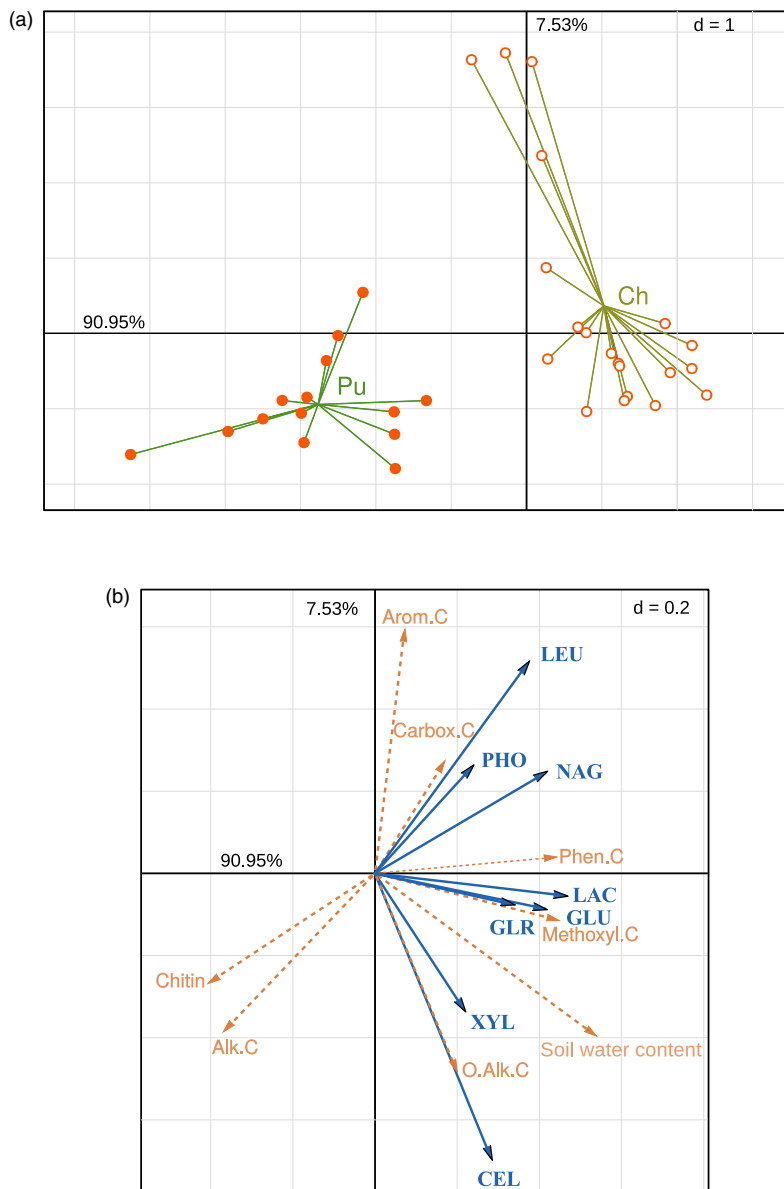 (a)
7.53%
d = 1
Ch
90.95%
Pu
(b)
7.53%
d = 0.2
Arom.C
LEU
Carbox.C
PHO
NAG
90.95%
Phen.C
LAC
GLR
GLU
Methoxyl.C
Chitin
XYL
Alk.C
Soil water content
O.Alk.C
CEL